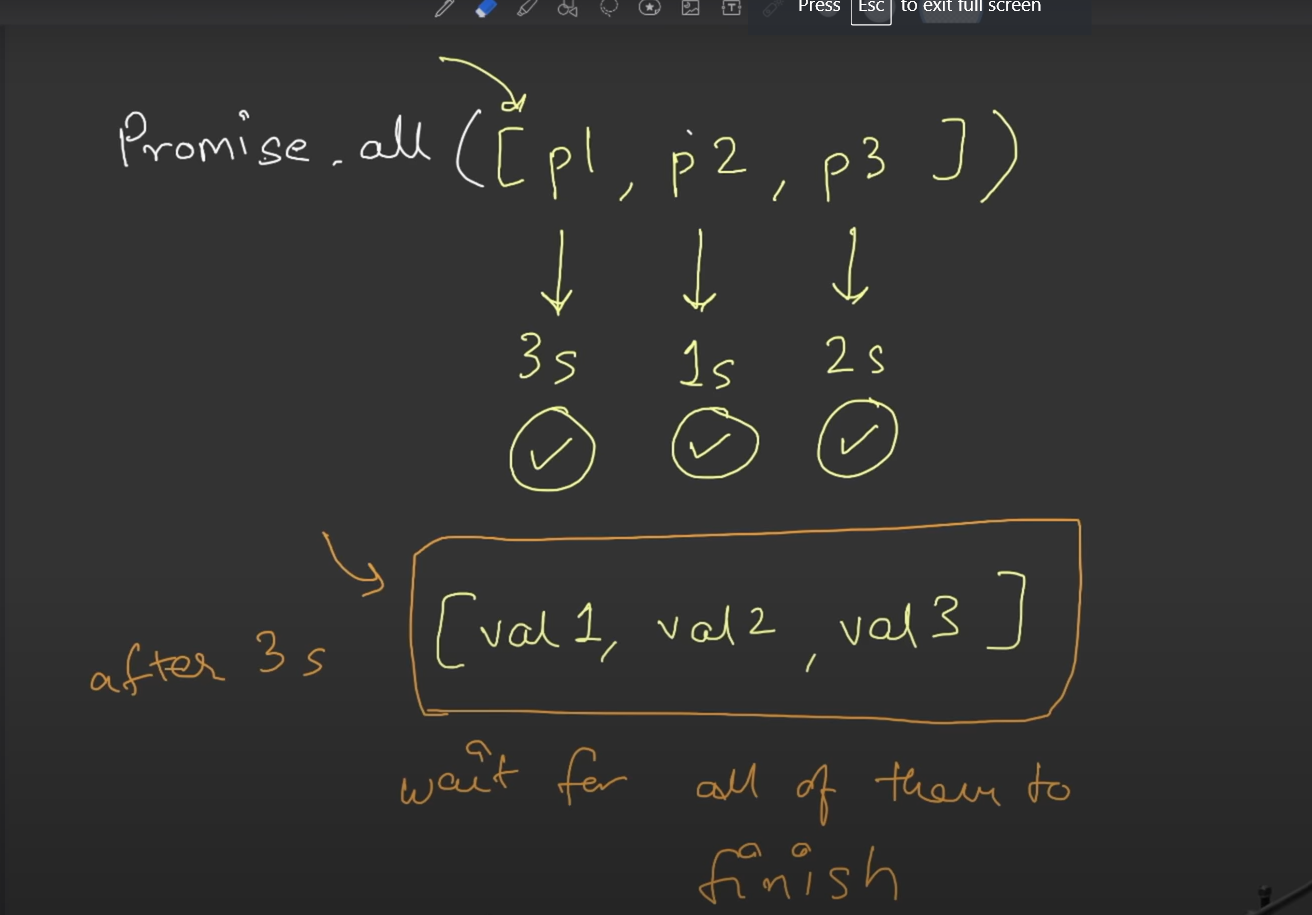 Press Esc to exit full screen
Promise.all([p1, p2, p3])
3s 1s 2s
[val1, val2, val3]
after 3s
wait for all of them to
finish